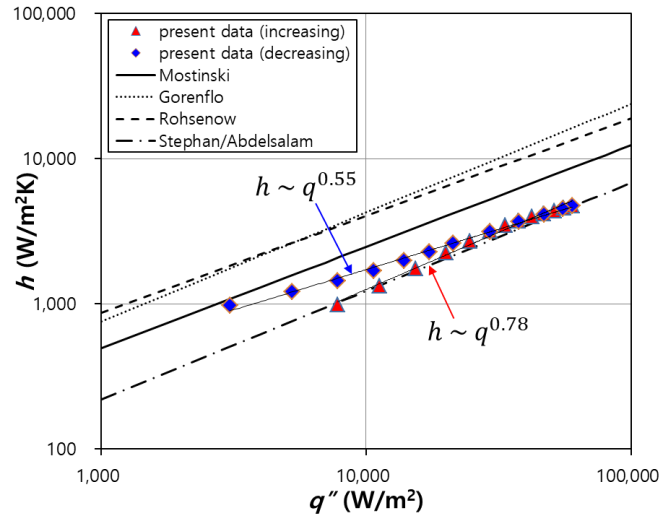 100,000
present data (increasing)
present data (decreasing)
Mostinski
Gorenflo
Rohsenow
Stephan/Abdelsalam
10,000
h ~ q^0.55
h (W/m²K)
1,000
h ~ q^0.78
100
1,000 10,000 100,000
q″ (W/m²)